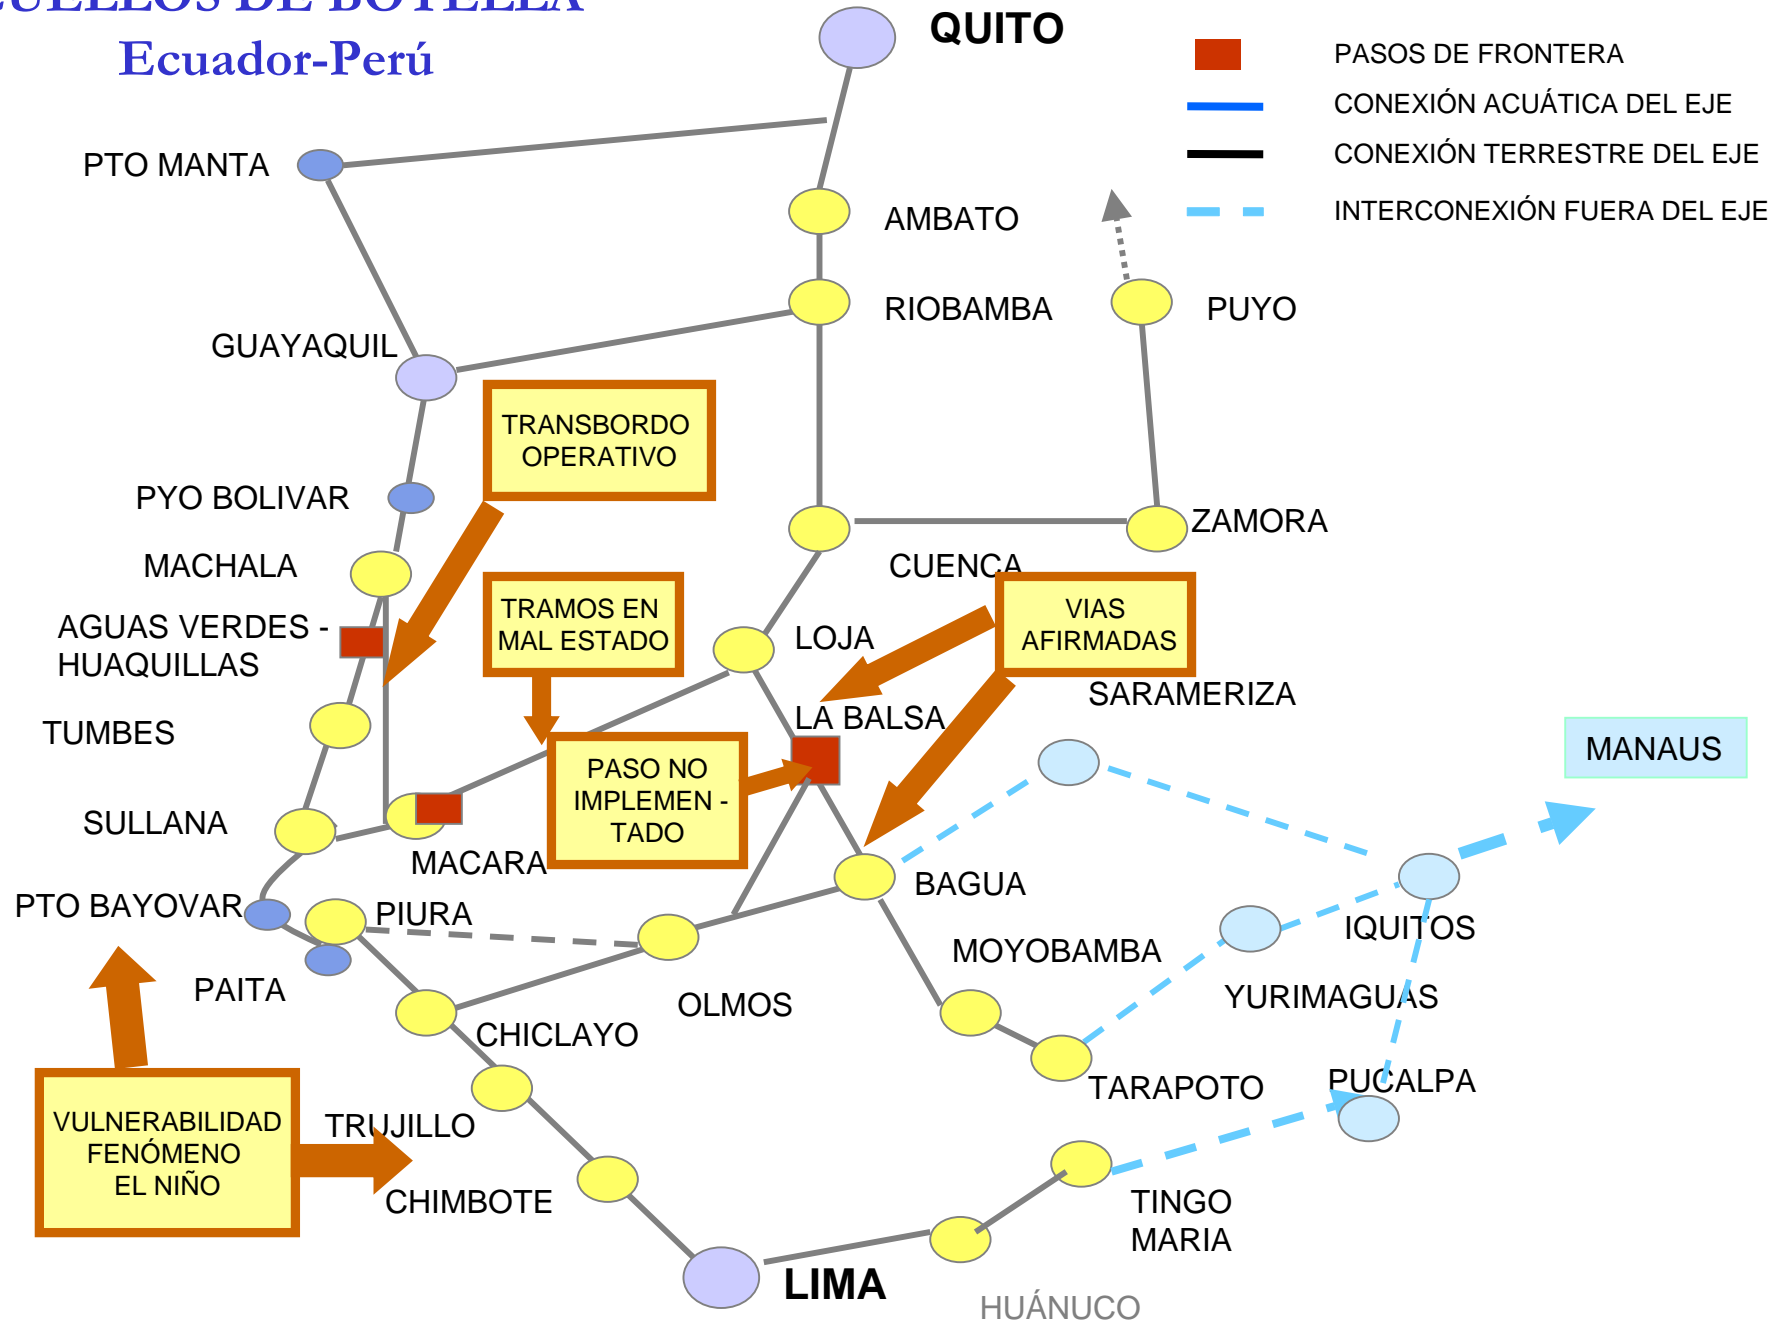 CUELLOS DE BOTELLA
Ecuador-Perú
QUITO
PASOS DE FRONTERA
CONEXIÓN ACUÁTICA DEL EJE
CONEXIÓN TERRESTRE DEL EJE
INTERCONEXIÓN FUERA DEL EJE
PTO MANTA
AMBATO
RIOBAMBA
PUYO
GUAYAQUIL
TRANSBORDO
OPERATIVO
PYO BOLIVAR
ZAMORA
MACHALA
CUENCA
TRAMOS EN
MAL ESTADO
VIAS
AFIRMADAS
AGUAS VERDES -
HUAQUILLAS
LOJA
SARAMERIZA
LA BALSA
TUMBES
MANAUS
PASO NO
IMPLEMEN -
TADO
SULLANA
MACARA
BAGUA
PTO BAYOVAR
PIURA
IQUITOS
MOYOBAMBA
PAITA
OLMOS
YURIMAGUAS
CHICLAYO
TARAPOTO
PUCALPA
VULNERABILIDAD
FENÓMENO
EL NIÑO
TRUJILLO
CHIMBOTE
TINGO
MARIA
LIMA
HUÁNUCO